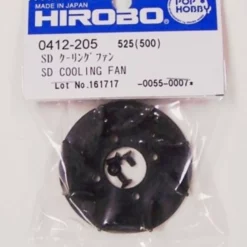 MADE IN JAPAN
HIROBO
POP
HOBBY
0412-205 525(500)
SD クーリングファン
SD COOLING FAN
Lot No.161717 -0055-0007*